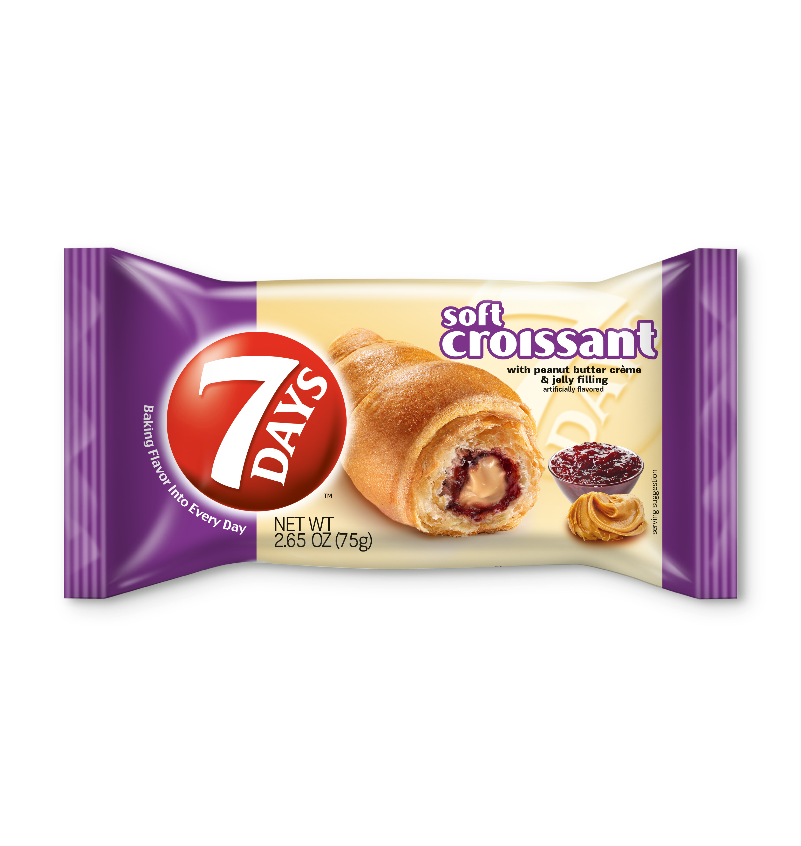 7
DAYS
™
Baking Flavor Into Every Day
NET WT
2.65 OZ (75g)
soft
croissant
with peanut butter crème
& jelly filling
artificially flavored
serving suggestion
DAYS